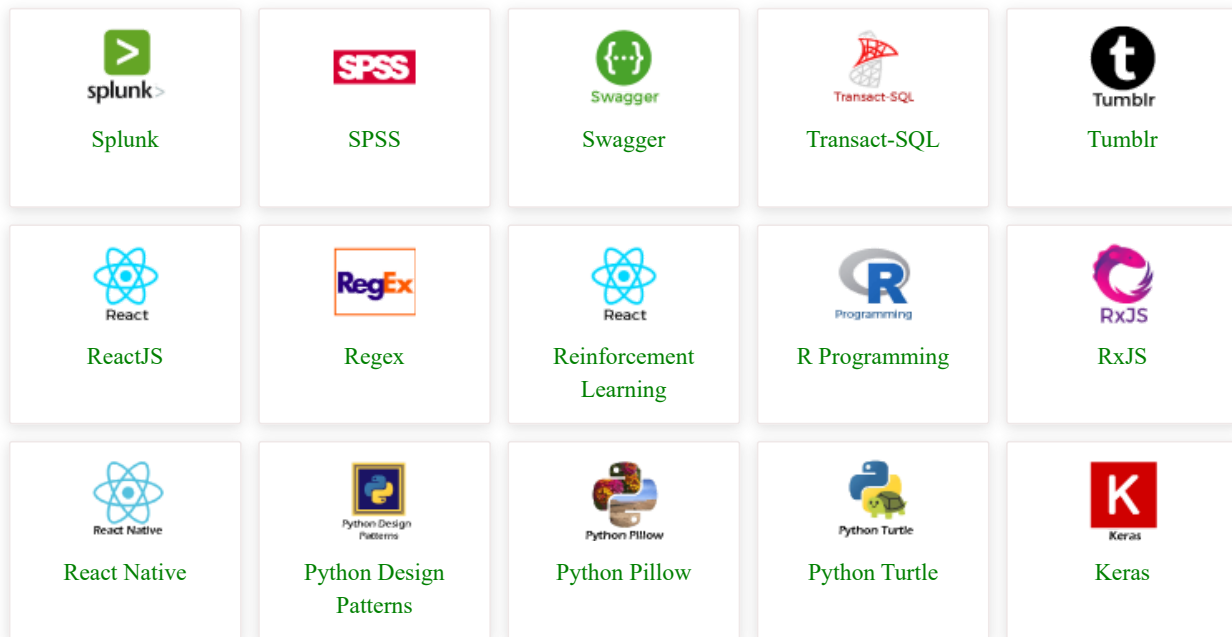 splunk>
SPSS
Swagger
Transact-SQL
t
Tumblr
Splunk
SPSS
Swagger
Transact-SQL
Tumblr
React
RegEx
React
R
Programming
RxJS
ReactJS
Regex
Reinforcement
Learning
R Programming
RxJS
React Native
Python Design
Patterns
Python Pillow
Python Turtle
K
Keras
React Native
Python Design
Patterns
Python Pillow
Python Turtle
Keras